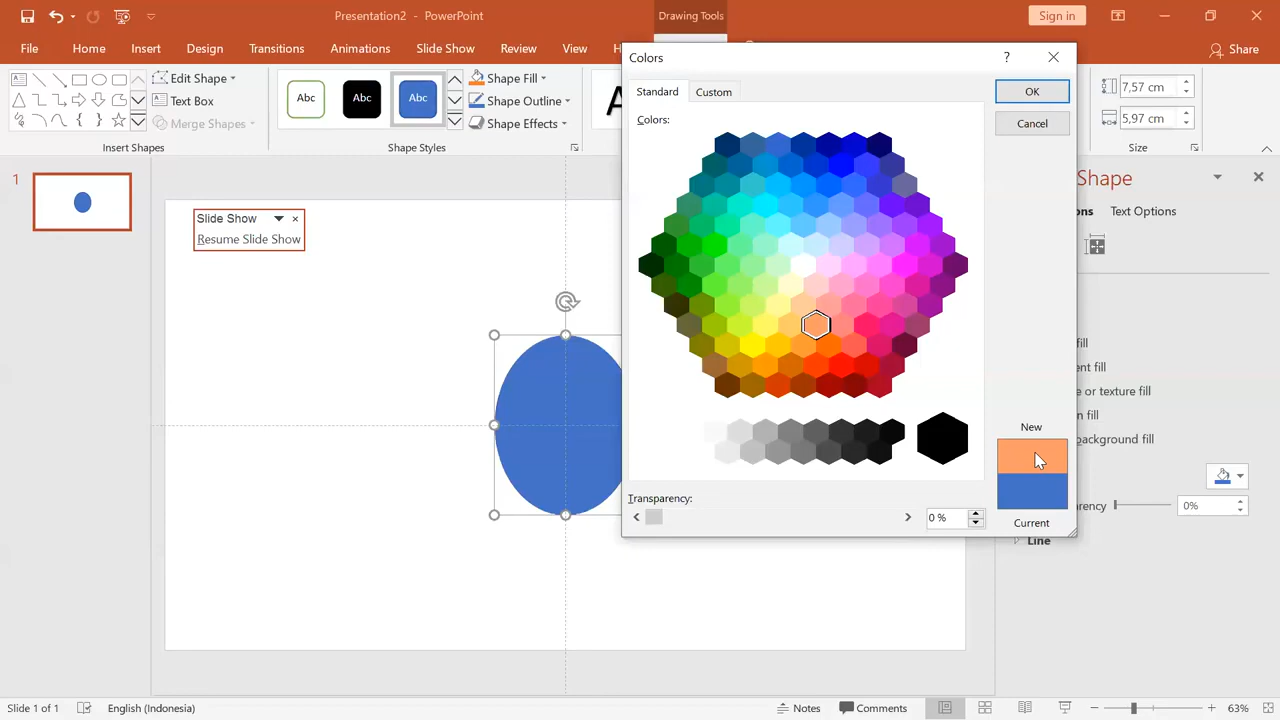 Presentation2 - PowerPoint
Drawing Tools
Sign in
File Home Insert Design Transitions Animations Slide Show Review View H
Share
Edit Shape
Text Box
Merge Shapes
Insert Shapes
Abc Abc Abc
Shape Fill
Shape Outline
Shape Effects
Shape Styles
A
7,57 cm
5,97 cm
Size
Colors
?
Standard Custom
OK
Cancel
Colors:
New
Current
Transparency:
0 %
1
Slide Show
Resume Slide Show
Shape
ons Text Options
fill
ent fill
e or texture fill
n fill
background fill
parency 0%
Line
Slide 1 of 1 English (Indonesia) Notes Comments 63%